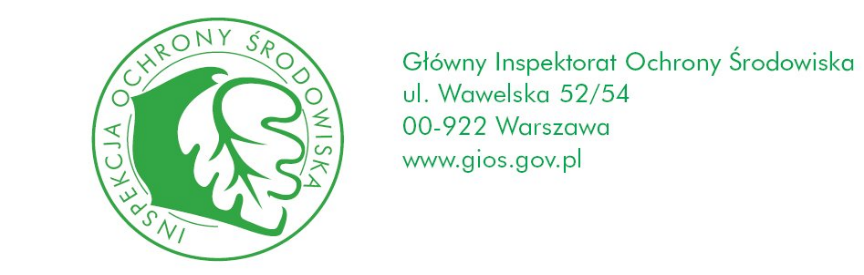 INSPEKCJA OCHRONY ŚRODOWISKA
Główny Inspektorat Ochrony Środowiska
ul. Wawelska 52/54
00-922 Warszawa
www.gios.gov.pl